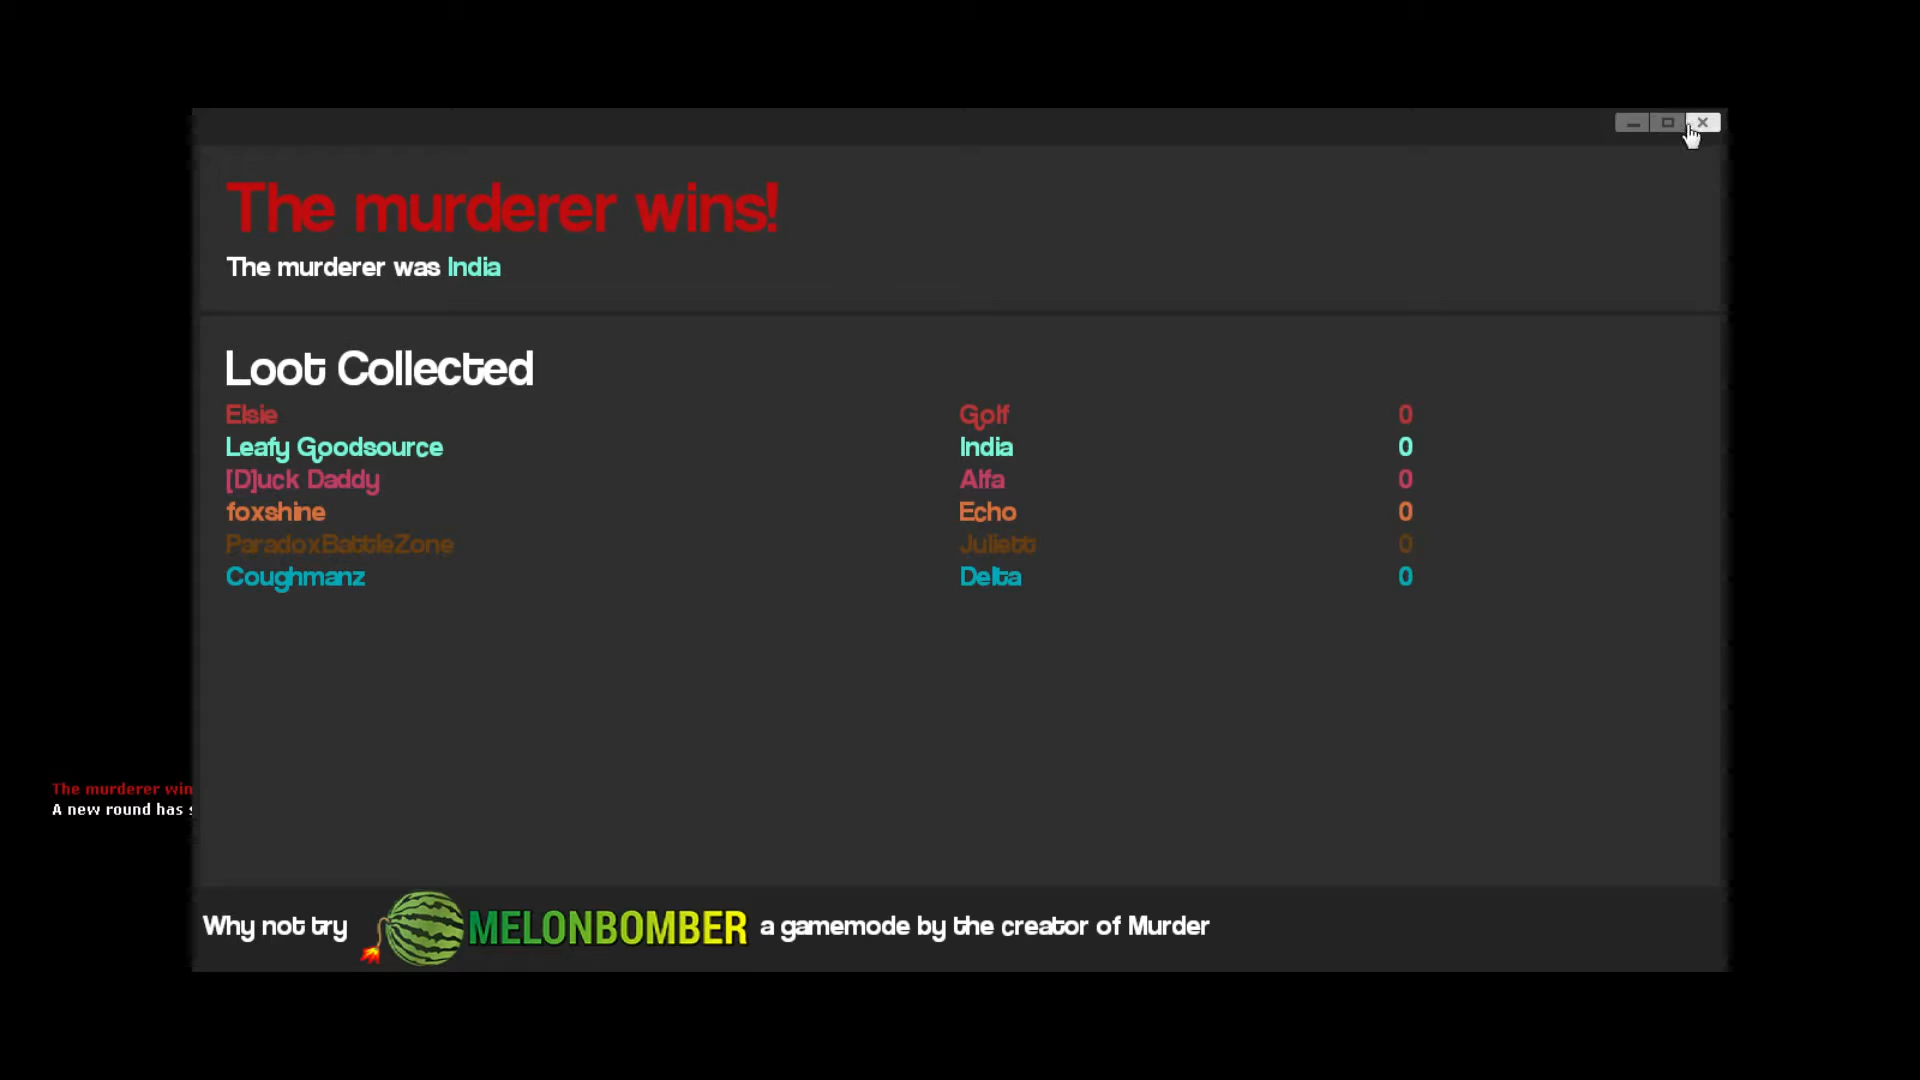 The murderer wins!
The murderer was India
Loot Collected
Elsie Golf 0
Leafy Goodsource India 0
[D]uck Daddy Alfa 0
foxshine Echo 0
ParadoxBattleZone Juliett 0
Coughmanz Delta 0
The murderer win
A new round has s
Why not try MELONBOMBER a gamemode by the creator of Murder